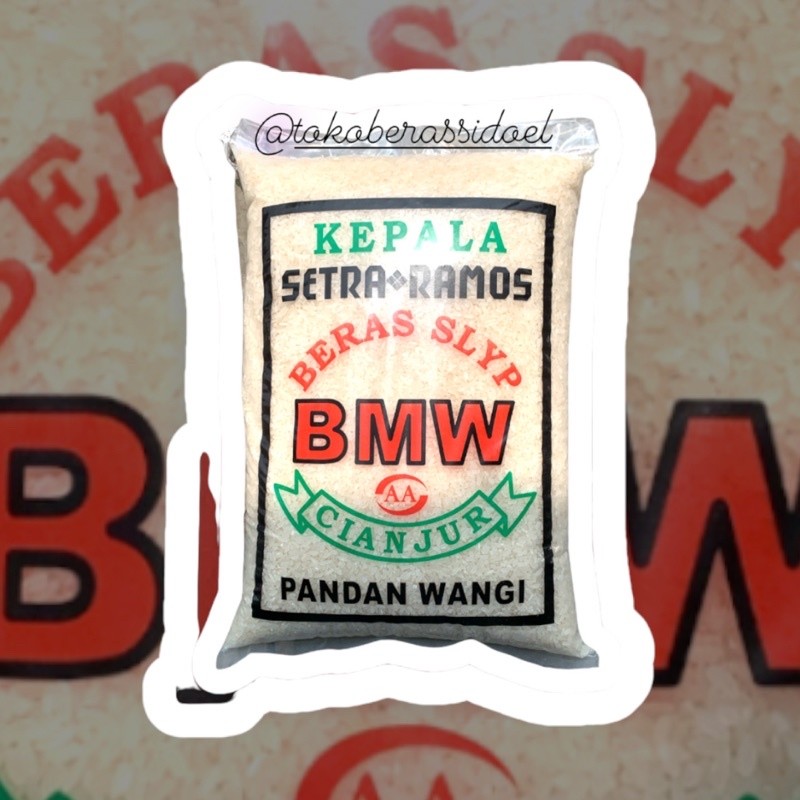 @tokoberassidoel
KEPALA
SETRA RAMOS
BERAS SLYP
BMW
AA
CIANJUR
PANDAN WANGI